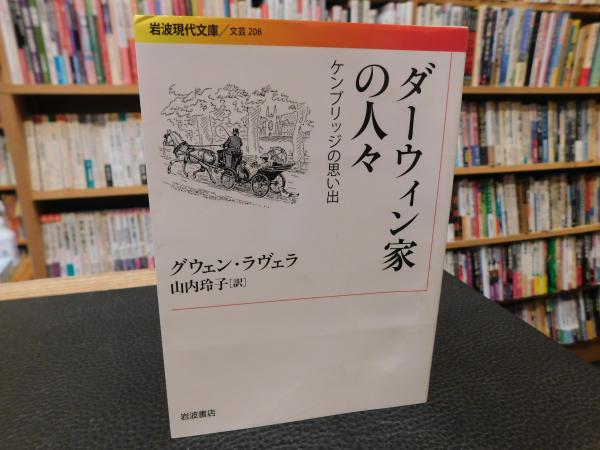 岩波現代文庫/文芸 208
ダーウィン家
の人々
ケンブリッジの思い出
グウェン・ラヴェラ
山内玲子[訳]
岩波書店